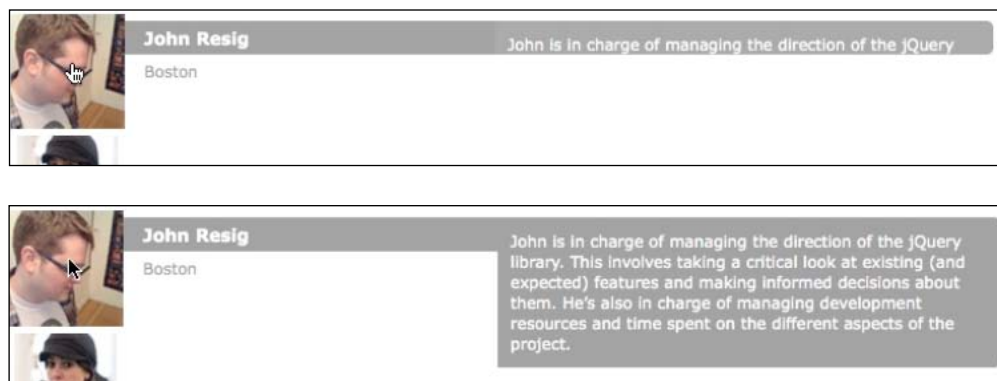 John Resig
John is in charge of managing the direction of the jQuery
Boston
John Resig
Boston
John is in charge of managing the direction of the jQuery
library. This involves taking a critical look at existing (and
expected) features and making informed decisions about
them. He's also in charge of managing development
resources and time spent on the different aspects of the
project.